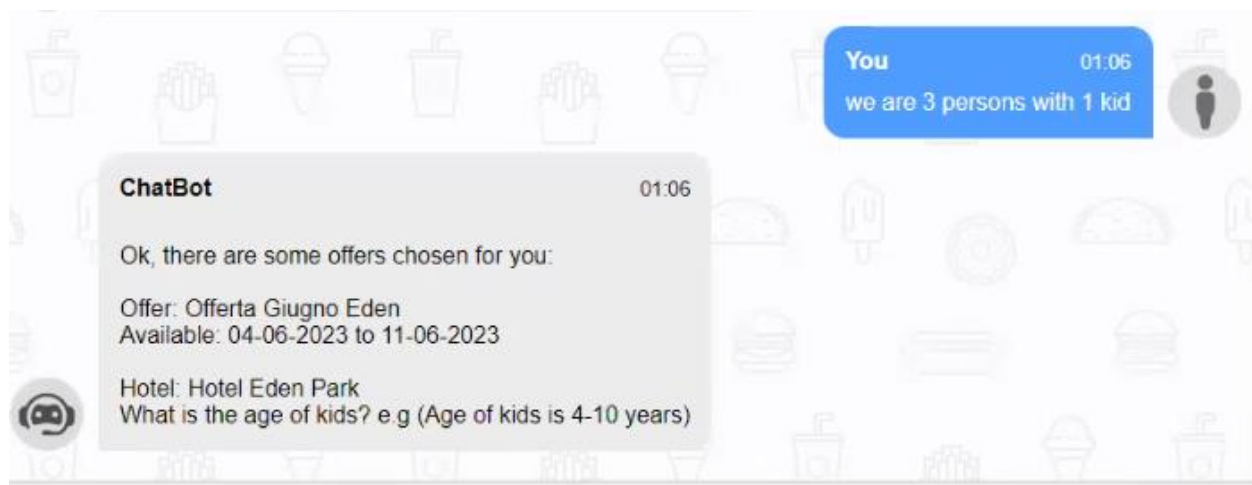 You 01:06
we are 3 persons with 1 kid
ChatBot 01:06
Ok, there are some offers chosen for you:
Offer: Offerta Giugno Eden
Available: 04-06-2023 to 11-06-2023
Hotel: Hotel Eden Park
What is the age of kids? e.g (Age of kids is 4-10 years)